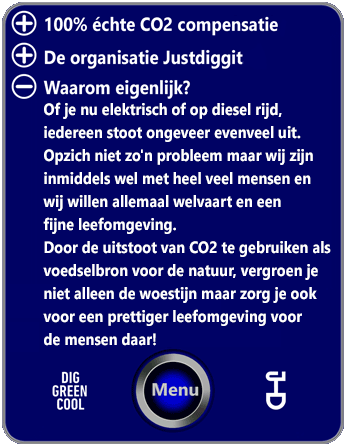 100% échte CO2 compensatie
De organisatie Justdiggit
Waarom eigenlijk?
Of je nu elektrisch of op diesel rijd,
iedereen stoot ongeveer evenveel uit.
Opzich niet zo'n probleem maar wij zijn
inmiddels wel met heel veel mensen en
wij willen allemaal welvaart en een
fijne leefomgeving.
Door de uitstoot van CO2 te gebruiken als
voedselbron voor de natuur, vergroen je
niet alleen de woestijn maar zorg je ook
voor een prettiger leefomgeving voor
de mensen daar!
DIG
GREEN
COOL
Menu